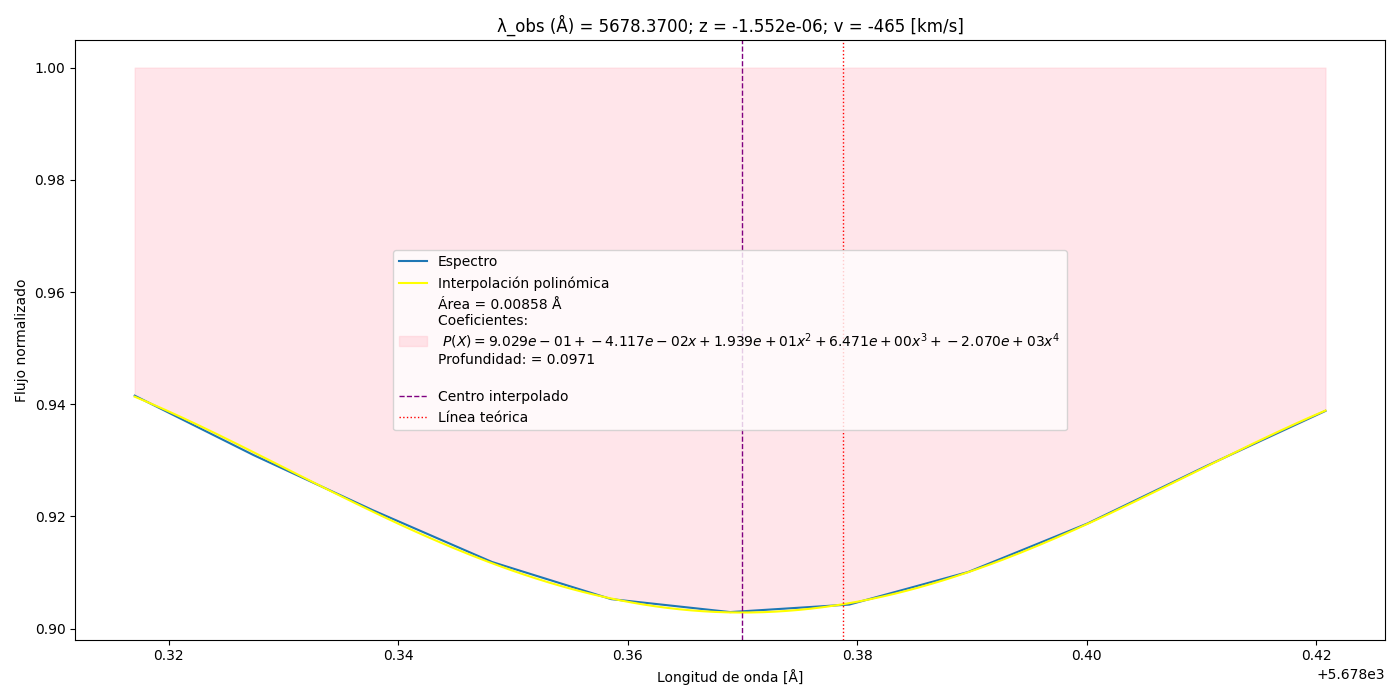 λ_obs (Å) = 5678.3700; z = -1.552e-06; v = -465 [km/s]
Flujo normalizado
1.00
0.98
0.96
0.94
0.92
0.90
Espectro
Interpolación polinómica
Área = 0.00858 Å
Coeficientes:
P(X) = 9.029e − 01 + −4.117e − 02x + 1.939e + 01x² + 6.471e + 00x³ + −2.070e + 03x⁴
Profundidad: = 0.0971
Centro interpolado
Línea teórica
0.32 0.34 0.36 0.38 0.40 0.42
+5.678e3
Longitud de onda [Å]